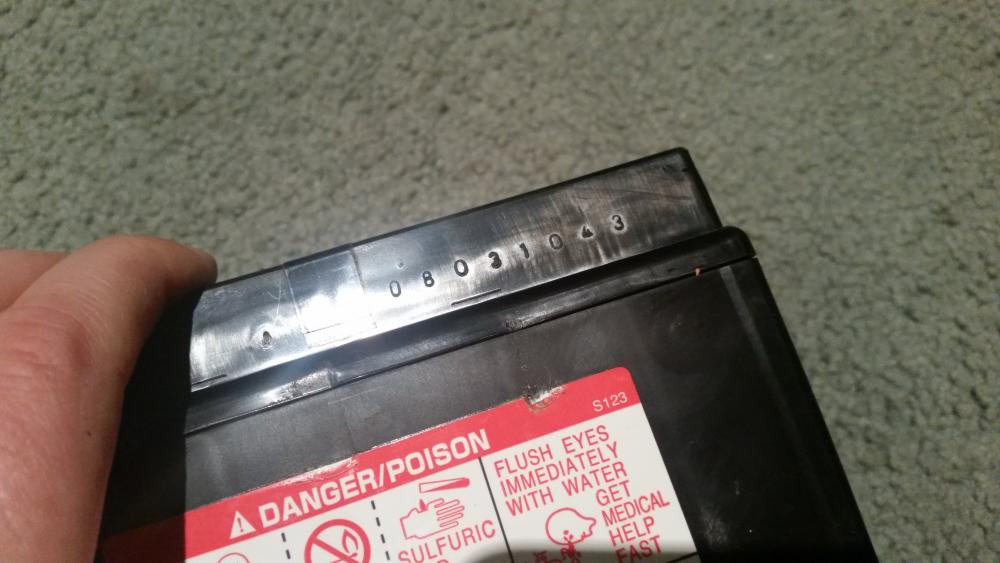 08031043
S123
⚠ DANGER/POISON
SULFURIC
FLUSH EYES
IMMEDIATELY
WITH WATER
GET
MEDICAL
HELP
FAST